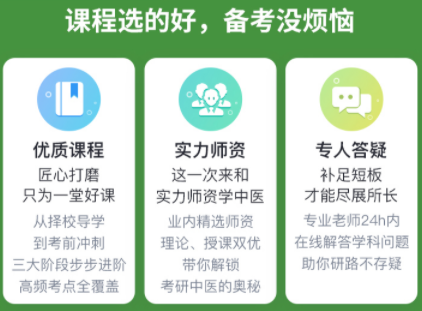 课程选的好，备考没烦恼
优质课程
匠心打磨
只为一堂好课
从择校导学
到考前冲刺
三大阶段步步进阶
高频考点全覆盖
实力师资
这一次来和
实力师资学中医
业内精选师资
理论、授课双优
带你解锁
考研中医的奥秘
专人答疑
补足短板
才能尽展所长
专业老师24h内
在线解答学科问题
助你研路不存疑